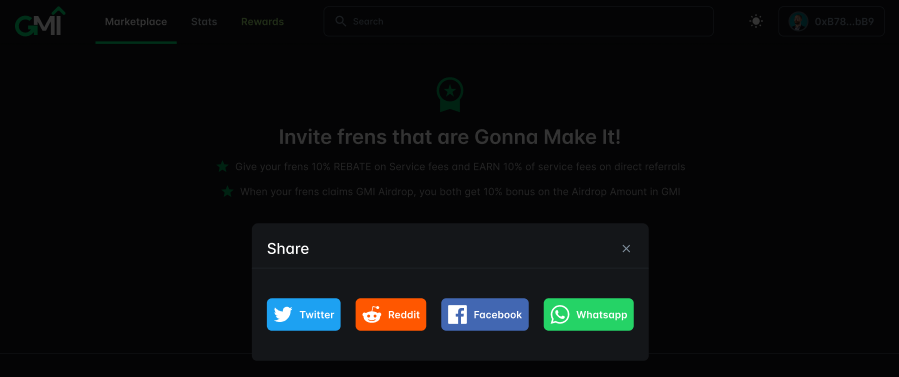 GMI Marketplace Stats Rewards Search 0xB78...bB9
Invite frens that are Gonna Make It!
Give your frens 10% REBATE on Service fees and EARN 10% of service fees on direct referrals
When your frens claims GMI Airdrop, you both get 10% bonus on the Airdrop Amount in GMI
Share
Twitter Reddit Facebook Whatsapp